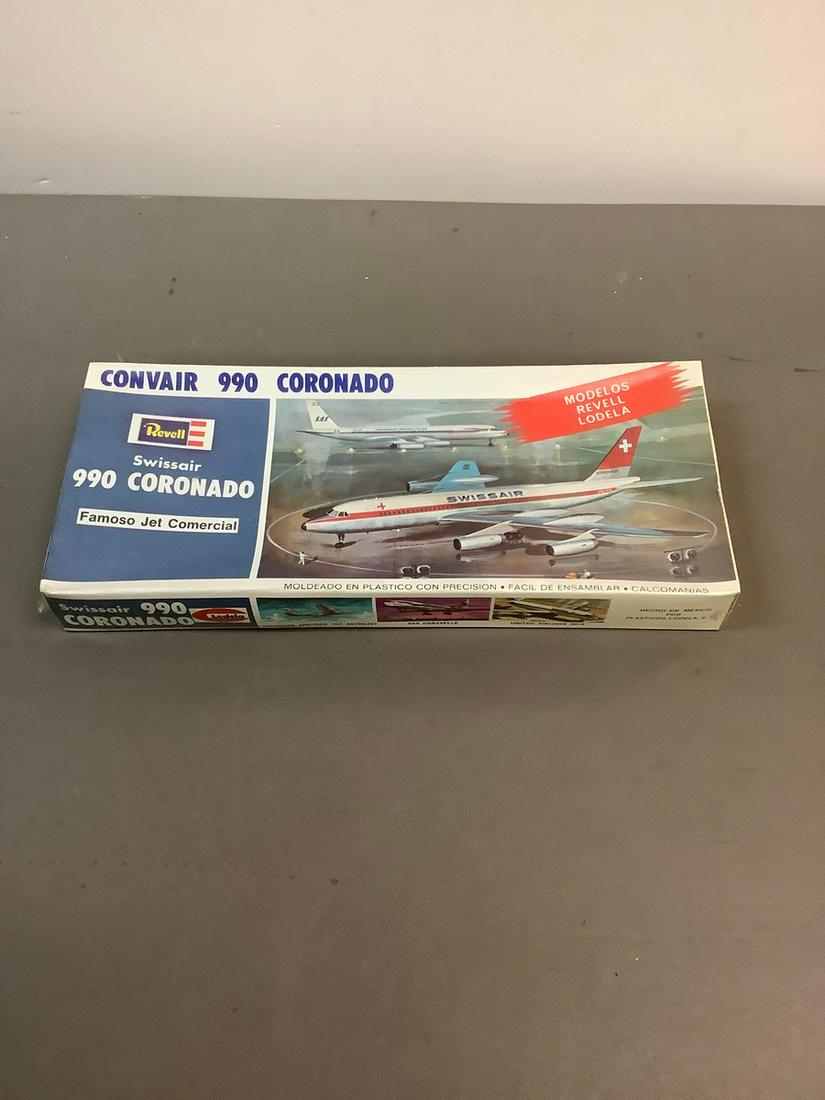 CONVAIR 990 CORONADO
MODELOS
REVELL
LODELA
Revell
Swissair
990 CORONADO
Famoso Jet Comercial
SAS
SWISSAIR
MOLDEADO EN PLASTICO CON PRECISION • FACIL DE ENSAMBLAR • CALCOMANIAS
Swissair 990
CORONADO
Lodela
SAS CARAVELLE
UNITED AIRLINES
HECHO EN MEXICO
POR
PLASTICOS LODELA